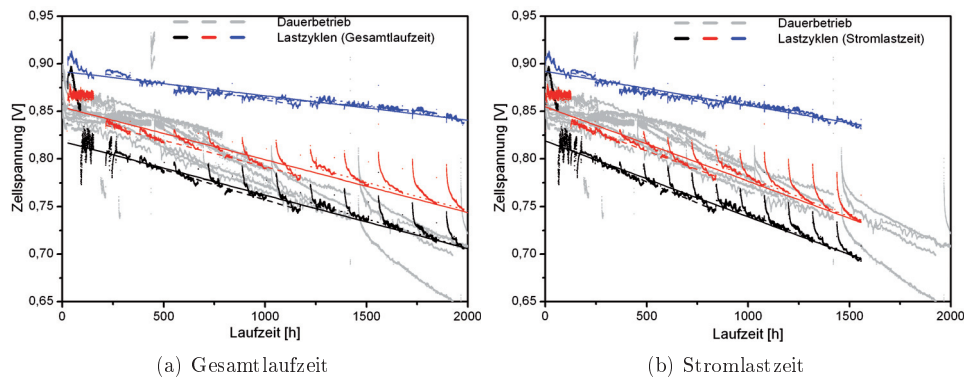 0,95
0,90
0,85
0,80
0,75
0,70
0,65
Zellspannung [V]
Dauerbetrieb
Lastzyklen (Gesamtlaufzeit)
0 500 1000 1500 2000
Laufzeit [h]
(a) Gesamtlaufzeit
0,95
0,90
0,85
0,80
0,75
0,70
0,65
Zellspannung [V]
Dauerbetrieb
Lastzyklen (Stromlastzeit)
0 500 1000 1500 2000
Laufzeit [h]
(b) Stromlastzeit